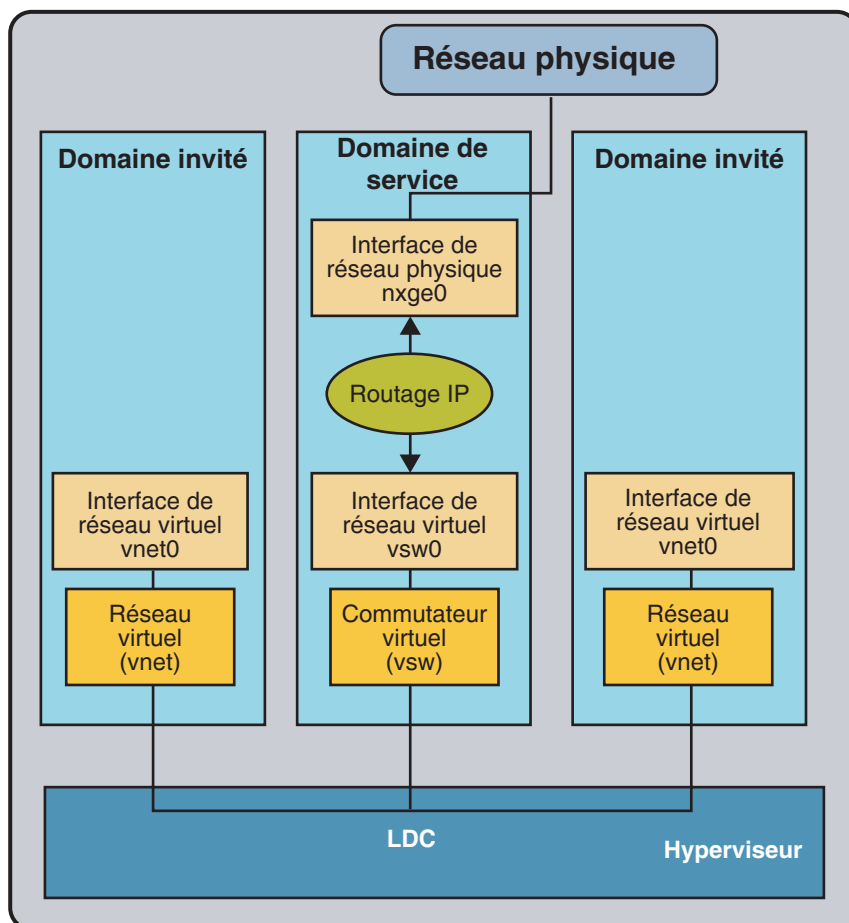 Réseau physique
Domaine invité
Domaine de
service
Domaine invité
Interface de
réseau physique
nxge0
Routage IP
Interface de
réseau virtuel
vnet0
Interface de
réseau virtuel
vsw0
Interface de
réseau virtuel
vnet0
Réseau
virtuel
(vnet)
Commutateur
virtuel
(vsw)
Réseau
virtuel
(vnet)
LDC
Hyperviseur